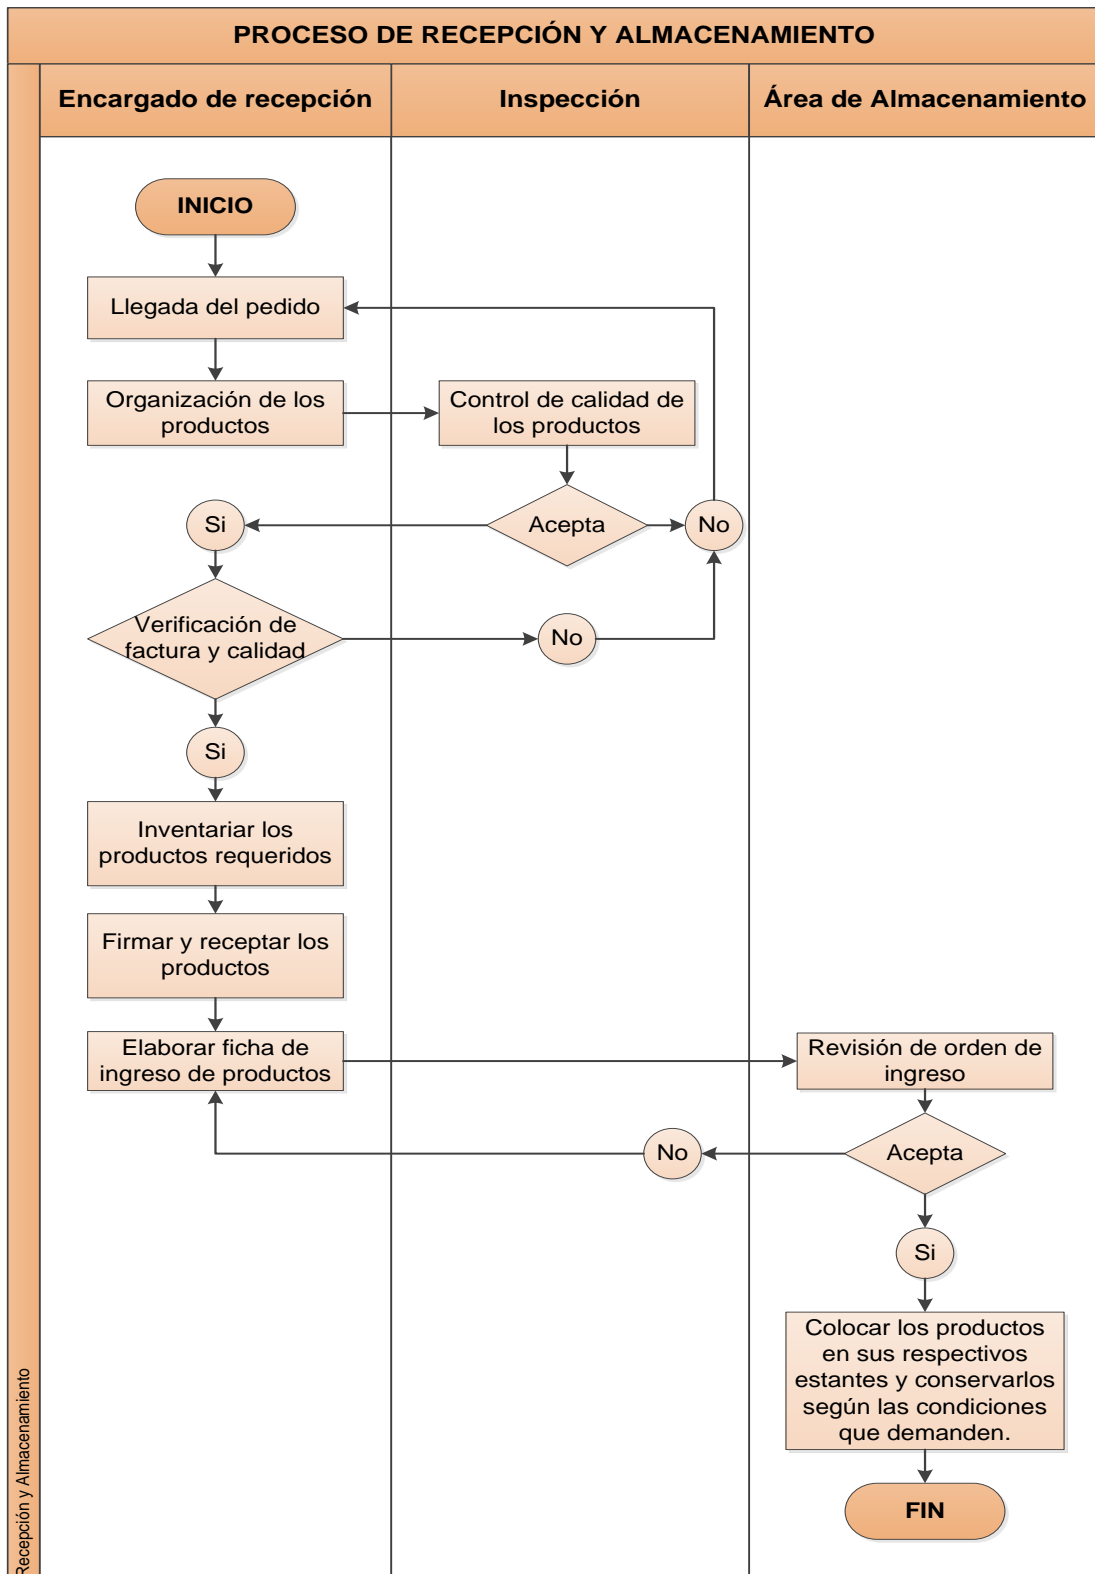 PROCESO DE RECEPCIÓN Y ALMACENAMIENTO
Encargado de recepción
Inspección
Área de Almacenamiento
INICIO
Llegada del pedido
Organización de los
productos
Control de calidad de
los productos
Si
Acepta
No
Verificación de
factura y calidad
No
Si
Inventariar los
productos requeridos
Firmar y receptar los
productos
Elaborar ficha de
ingreso de productos
Revisión de orden de
ingreso
No
Acepta
Si
Colocar los productos
en sus respectivos
estantes y conservarlos
según las condiciones
que demanden.
FIN
Recepción y Almacenamiento